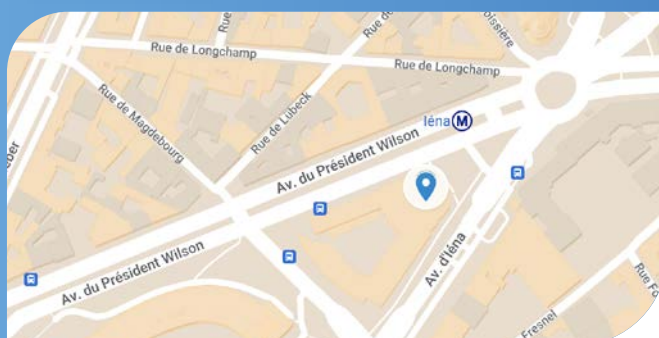 Rue de Longchamp
Rue de Longchamp
Rue de Magdebourg
Rue de Lübeck
Iéna M
Av. du Président Wilson
Av. du Président Wilson
Av. d'Iéna
Fresnel